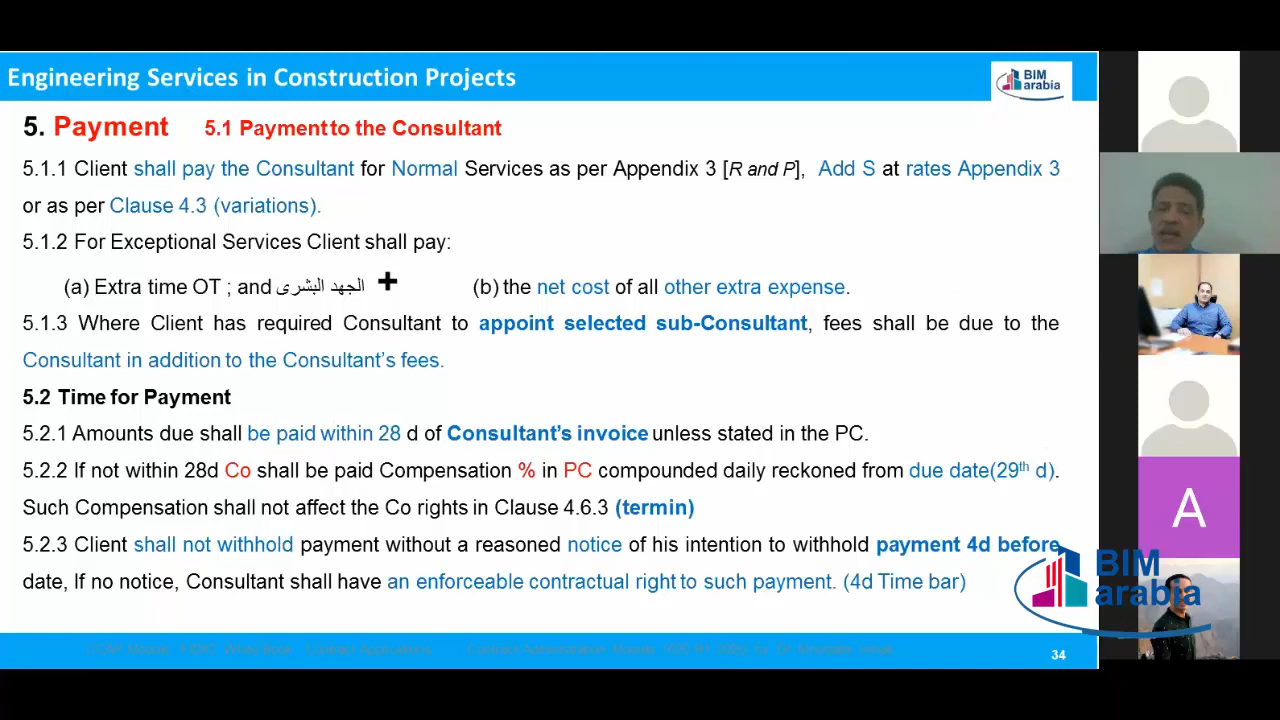 Engineering Services in Construction Projects
BIM
arabia
5. Payment 5.1 Payment to the Consultant
5.1.1 Client shall pay the Consultant for Normal Services as per Appendix 3 [R and P], Add S at rates Appendix 3
or as per Clause 4.3 (variations).
5.1.2 For Exceptional Services Client shall pay:
(a) Extra time OT ; and الجهد البشرى + (b) the net cost of all other extra expense.
5.1.3 Where Client has required Consultant to appoint selected sub-Consultant, fees shall be due to the
Consultant in addition to the Consultant's fees.
5.2 Time for Payment
5.2.1 Amounts due shall be paid within 28 d of Consultant's invoice unless stated in the PC.
5.2.2 If not within 28d Co shall be paid Compensation % in PC compounded daily reckoned from due date(29th d).
Such Compensation shall not affect the Co rights in Clause 4.6.3 (termin)
5.2.3 Client shall not withhold payment without a reasoned notice of his intention to withhold payment 4d before
date, If no notice, Consultant shall have an enforceable contractual right to such payment. (4d Time bar)
A
BIM
arabia
34